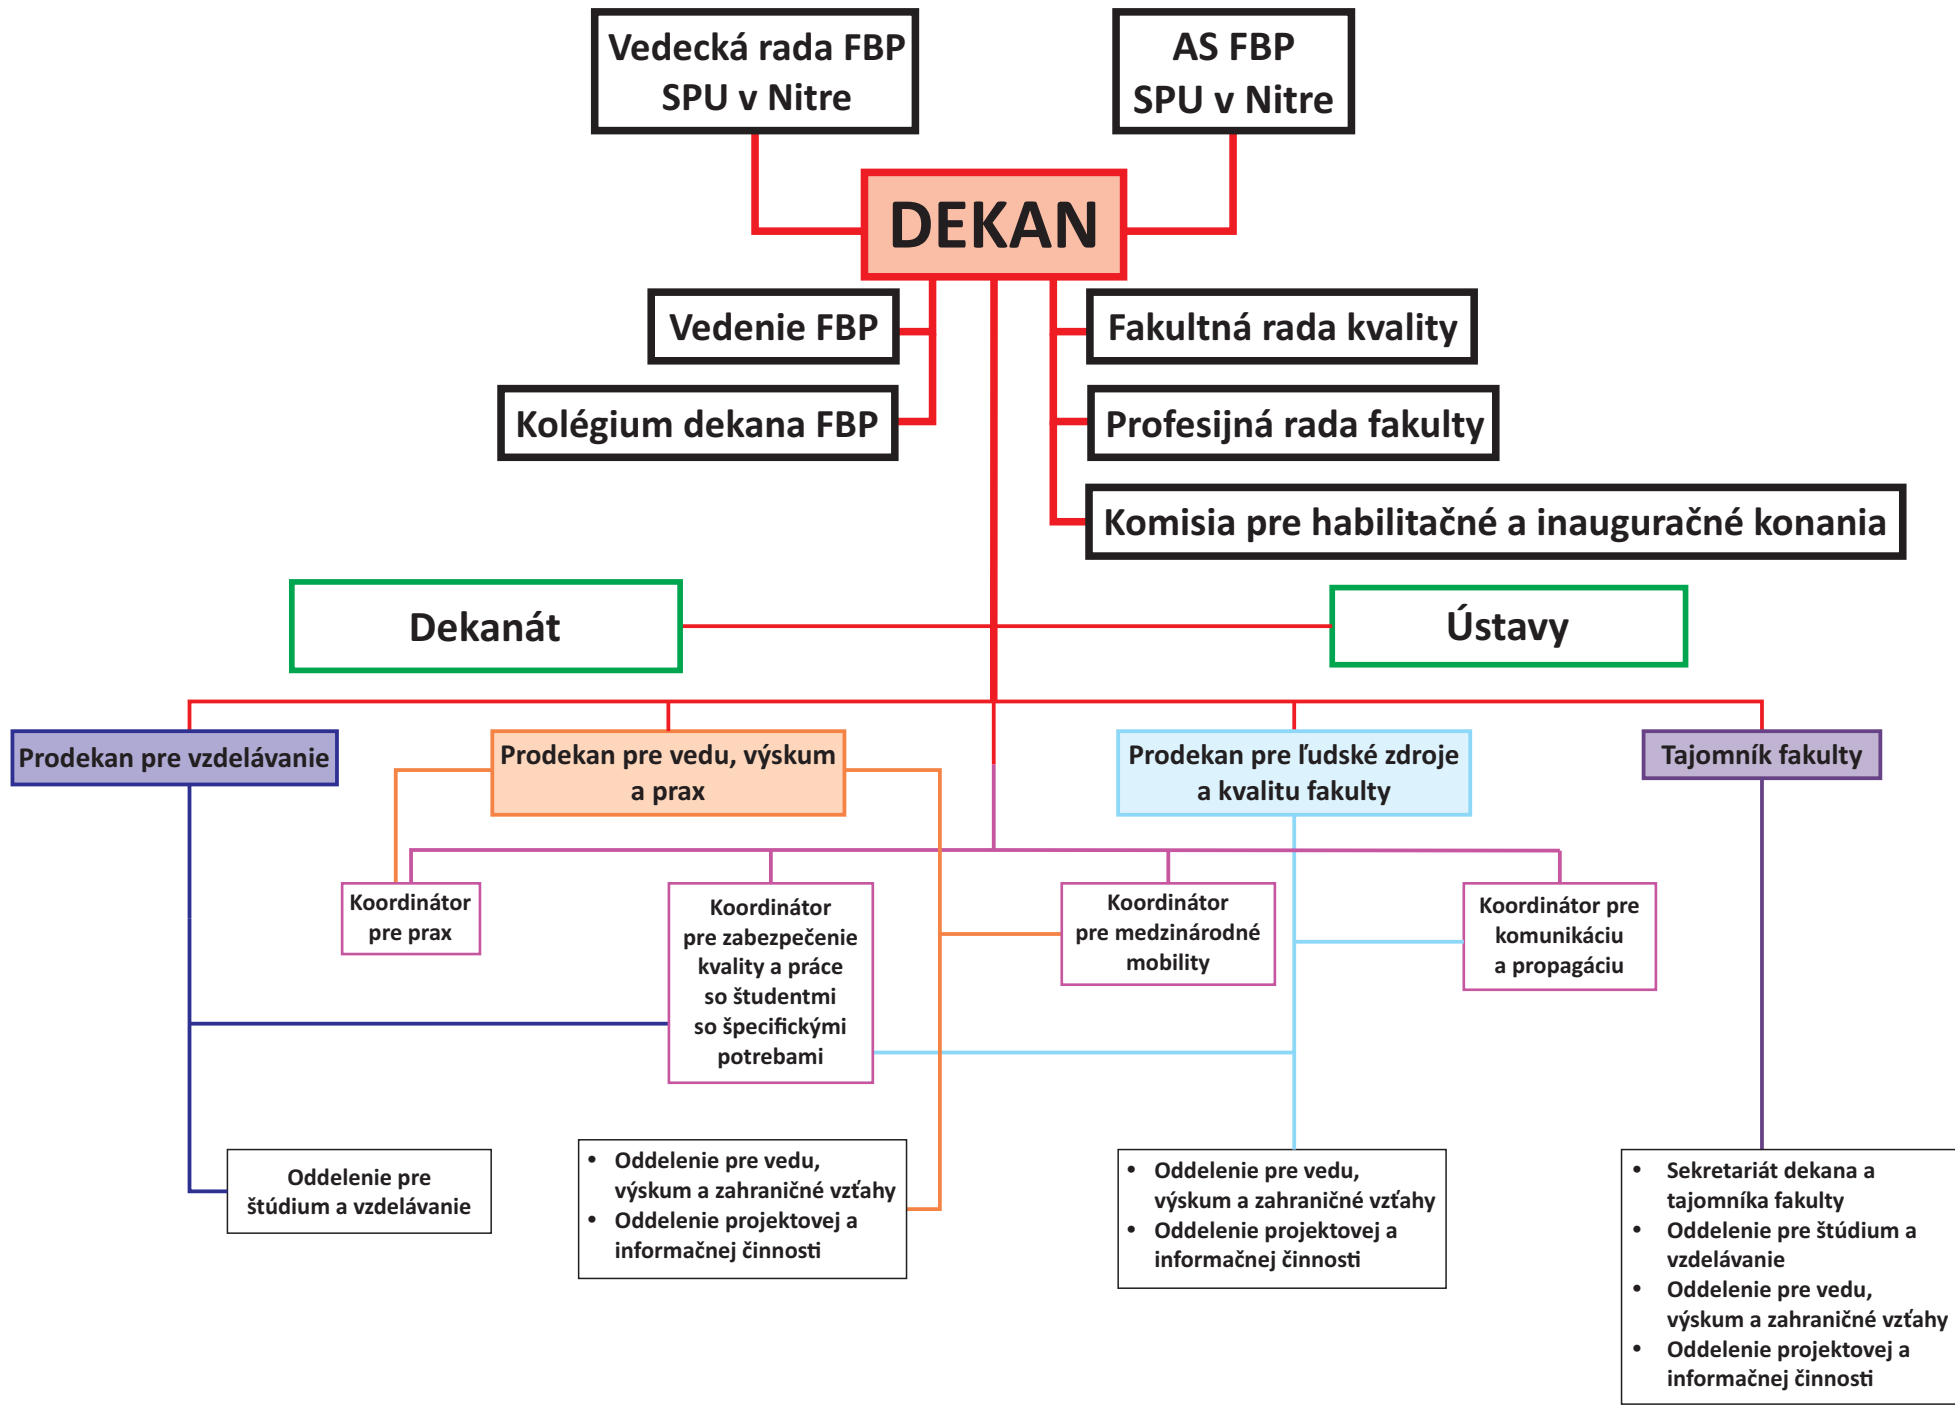 Vedecká rada FBP
SPU v Nitre
AS FBP
SPU v Nitre
DEKAN
Vedenie FBP
Fakultná rada kvality
Kolégium dekana FBP
Profesijná rada fakulty
Komisia pre habilitačné a inauguračné konania
Dekanát
Ústavy
Prodekan pre vzdelávanie
Prodekan pre vedu, výskum
a prax
Prodekan pre ľudské zdroje
a kvalitu fakulty
Tajomník fakulty
Koordinátor
pre prax
Koordinátor
pre zabezpečenie
kvality a práce
so študentmi
so špecifickými
potrebami
Koordinátor
pre medzinárodné
mobility
Koordinátor pre
komunikáciu
a propagáciu
Oddelenie pre
štúdium a vzdelávanie
• Oddelenie pre vedu,
výskum a zahraničné vzťahy
• Oddelenie projektovej a
informačnej činnosti
• Oddelenie pre vedu,
výskum a zahraničné vzťahy
• Oddelenie projektovej a
informačnej činnosti
• Sekretariát dekana a
tajomníka fakulty
• Oddelenie pre štúdium a
vzdelávanie
• Oddelenie pre vedu,
výskum a zahraničné vzťahy
• Oddelenie projektovej a
informačnej činnosti